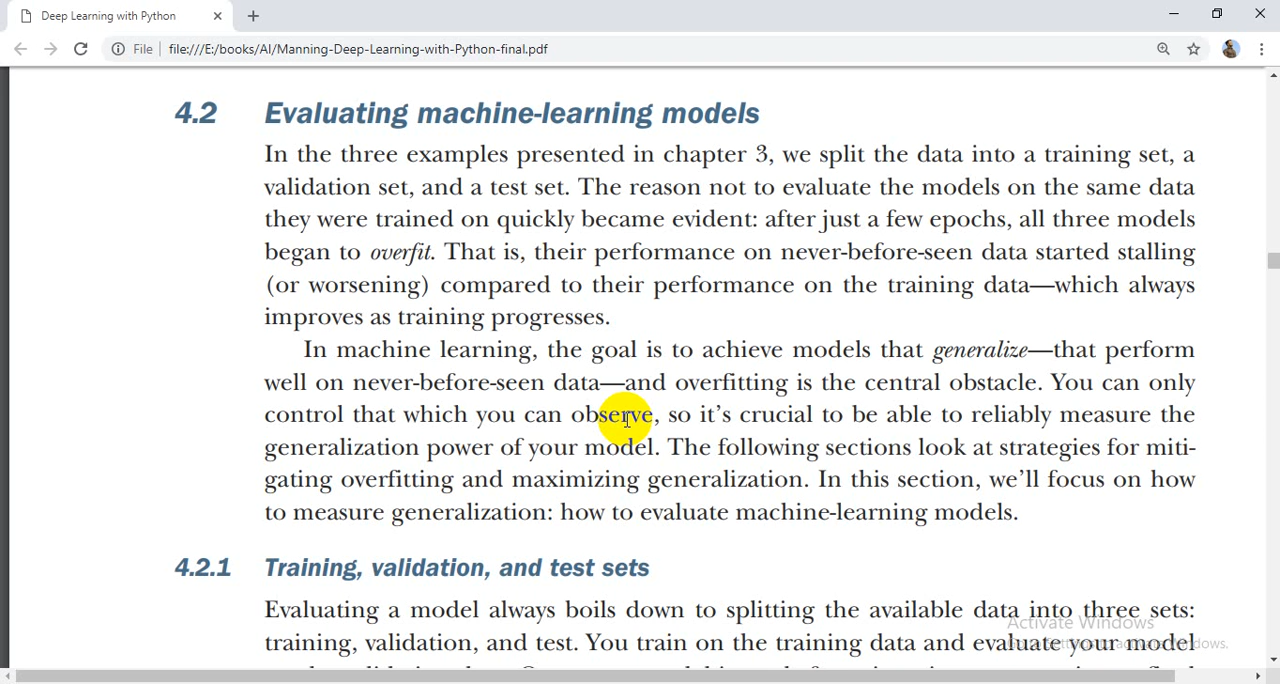 Deep Learning with Python
File file:///E:/books/AI/Manning-Deep-Learning-with-Python-final.pdf
4.2 Evaluating machine-learning models
In the three examples presented in chapter 3, we split the data into a training set, a
validation set, and a test set. The reason not to evaluate the models on the same data
they were trained on quickly became evident: after just a few epochs, all three models
began to overfit. That is, their performance on never-before-seen data started stalling
(or worsening) compared to their performance on the training data—which always
improves as training progresses.
In machine learning, the goal is to achieve models that generalize—that perform
well on never-before-seen data—and overfitting is the central obstacle. You can only
control that which you can observe, so it’s crucial to be able to reliably measure the
generalization power of your model. The following sections look at strategies for miti-
gating overfitting and maximizing generalization. In this section, we’ll focus on how
to measure generalization: how to evaluate machine-learning models.
4.2.1 Training, validation, and test sets
Evaluating a model always boils down to splitting the available data into three sets:
Activate Windows
training, validation, and test. You train on the training data and evaluate your model